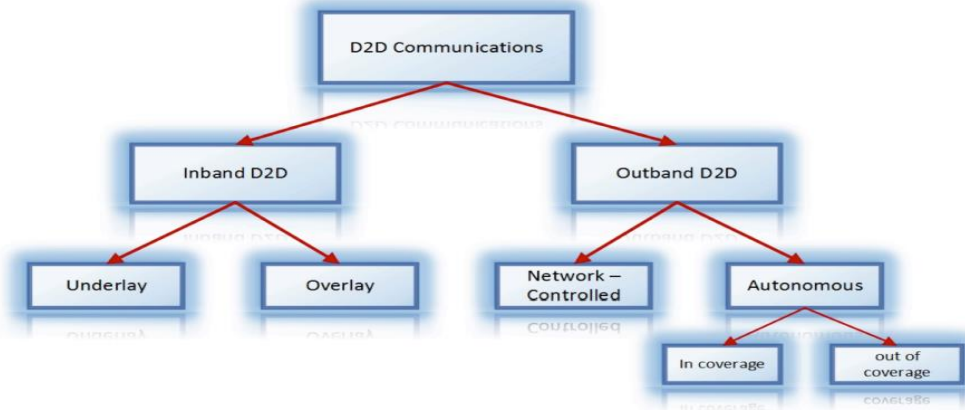 D2D Communications
Inband D2D
Outband D2D
Underlay
Overlay
Network –
Controlled
Autonomous
In coverage
out of
coverage